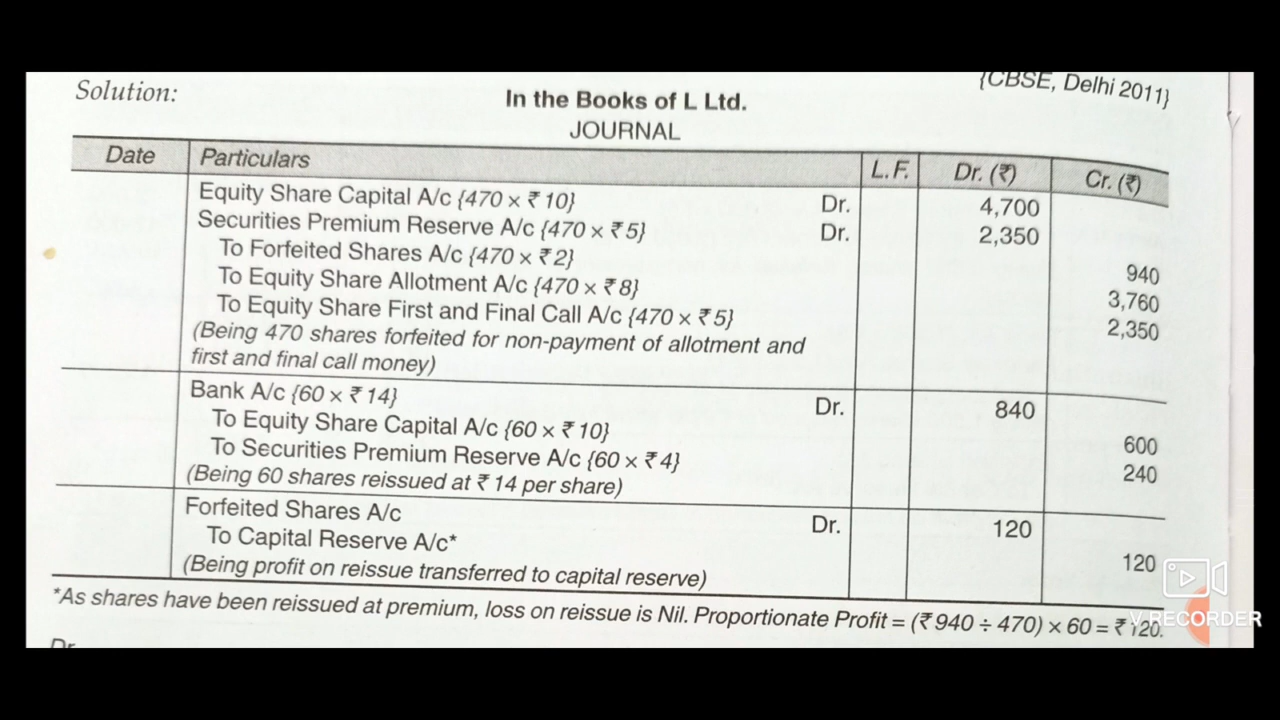 {CBSE, Delhi 2011}
Solution:
In the Books of L Ltd.
JOURNAL
Date Particulars L.F. Dr. (₹) Cr. (₹)
Equity Share Capital A/c {470 × ₹ 10} Dr. 4,700
Securities Premium Reserve A/c {470 × ₹ 5} Dr. 2,350
To Forfeited Shares A/c {470 × ₹ 2} 940
To Equity Share Allotment A/c {470 × ₹ 8} 3,760
To Equity Share First and Final Call A/c {470 × ₹ 5} 2,350
(Being 470 shares forfeited for non-payment of allotment and
first and final call money)
Bank A/c {60 × ₹ 14} Dr. 840
To Equity Share Capital A/c {60 × ₹ 10} 600
To Securities Premium Reserve A/c {60 × ₹ 4} 240
(Being 60 shares reissued at ₹ 14 per share)
Forfeited Shares A/c Dr. 120
To Capital Reserve A/c* 120
(Being profit on reissue transferred to capital reserve)
*As shares have been reissued at premium, loss on reissue is Nil. Proportionate Profit = (₹ 940 ÷ 470) × 60 = ₹ 120.
V RECORDER